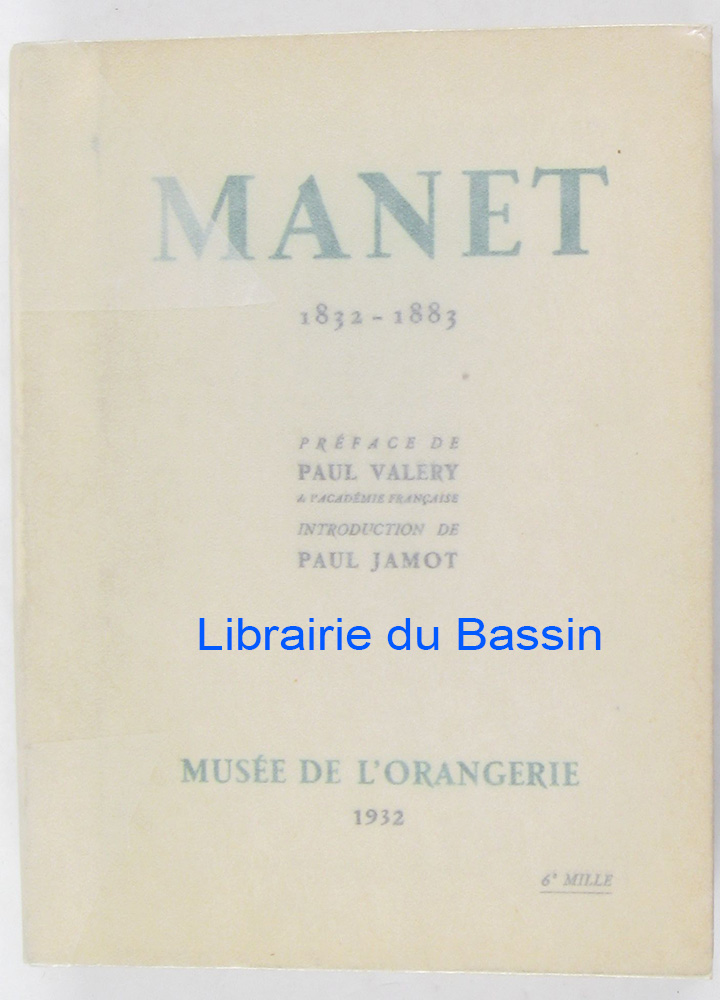 MANET
1832-1883
PRÉFACE DE
PAUL VALERY
de l'ACADÉMIE FRANÇAISE
INTRODUCTION DE
PAUL JAMOT
Librairie du Bassin
MUSÉE DE L'ORANGERIE
1932
6e MILLE